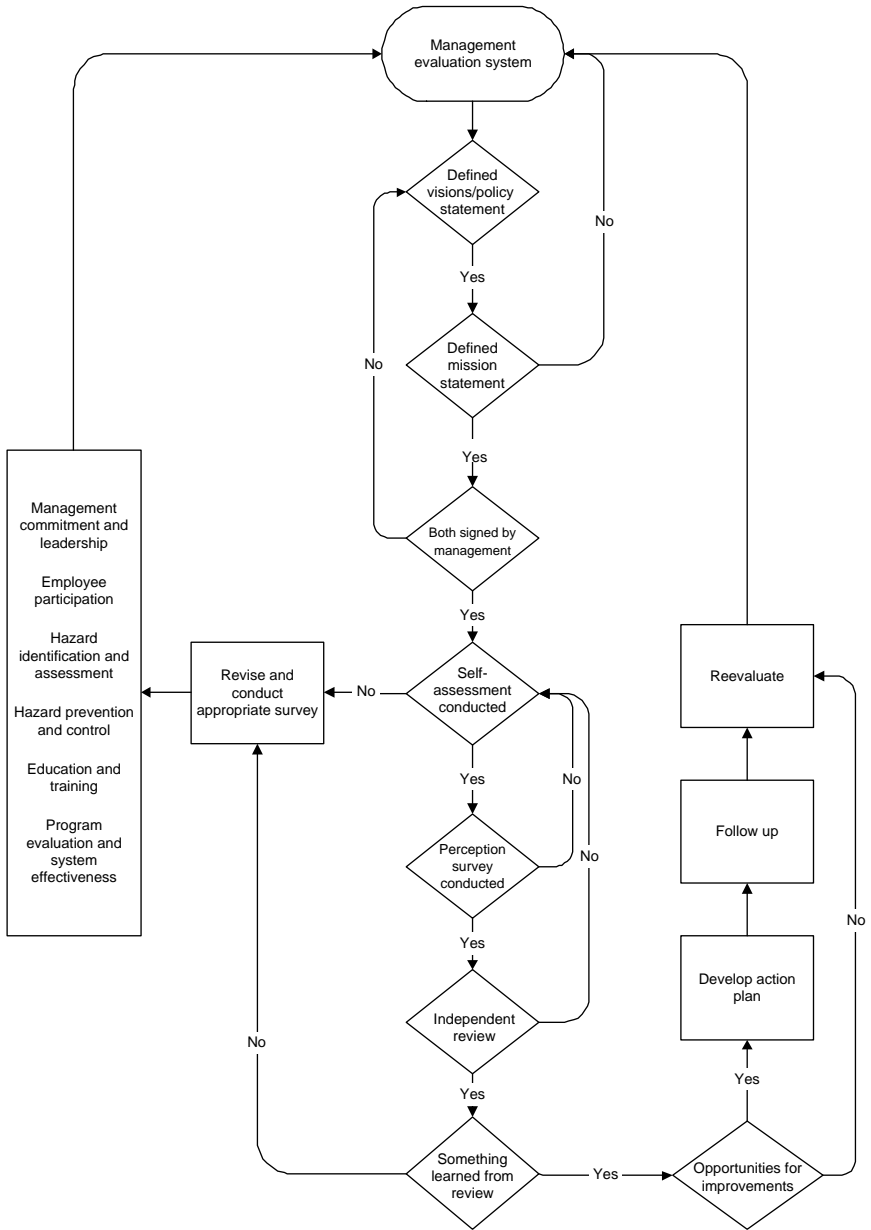 Management
evaluation system
Defined
visions/policy
statement
No
Yes
Defined
mission
statement
No
Yes
Both signed by
management
Yes
Management
commitment and
leadership
Employee
participation
Hazard
identification and
assessment
Hazard prevention
and control
Education and
training
Program
evaluation and
system
effectiveness
Revise and
conduct
appropriate survey
No
Self-
assessment
conducted
Yes
No
Perception
survey
conducted
No
Yes
Independent
review
No
Yes
Something
learned from
review
Yes
Opportunities for
improvements
Yes
No
Develop action
plan
Follow up
Reevaluate